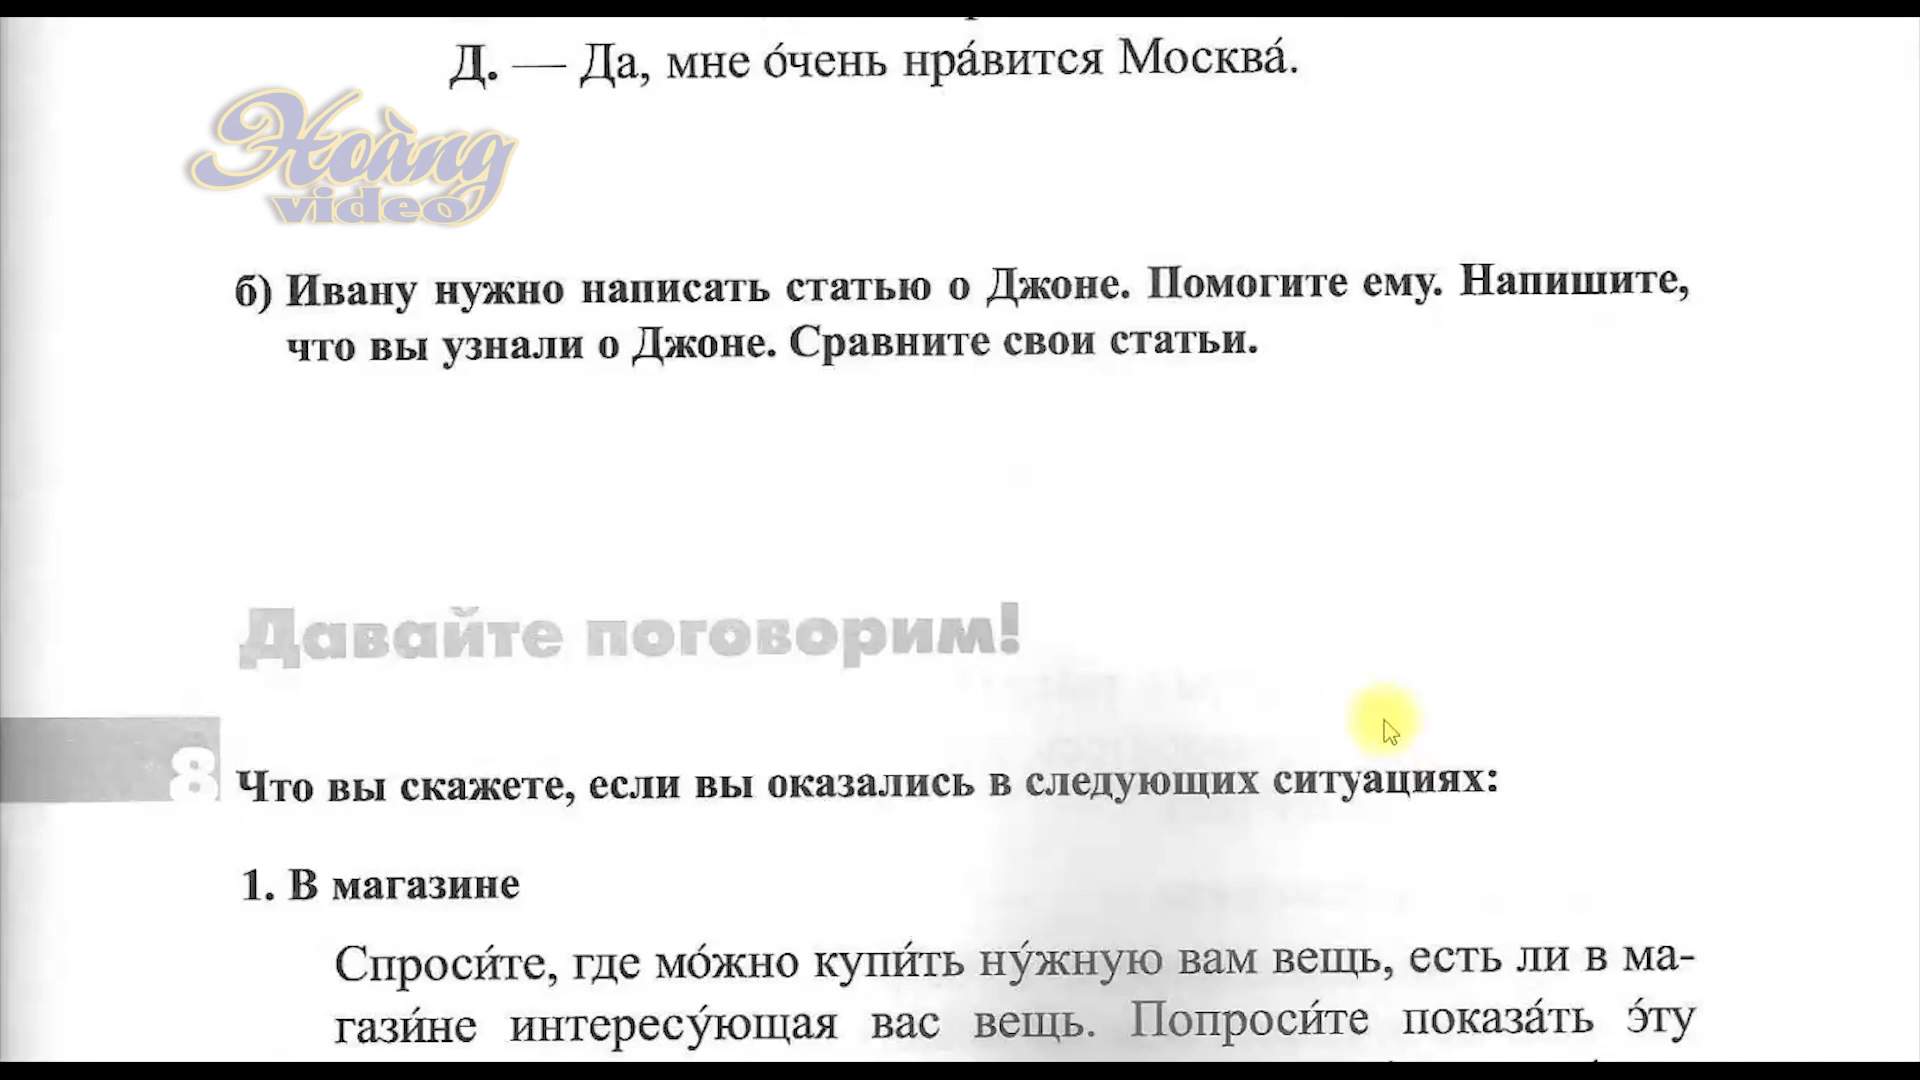 Д. — Да, мне о́чень нра́вится Москва́.
Hoàng
video
б) Ивану нужно написать статью о Джоне. Помогите ему. Напишите,
что вы узнали о Джоне. Сравните свои статьи.
Давайте поговорим!
8 Что вы скажете, если вы оказались в следующих ситуациях:
1. В магазине
Спроси́те, где мо́жно купи́ть ну́жную вам вещь, есть ли в ма-
гази́не интересу́ющая вас вещь. Попроси́те показа́ть э́ту